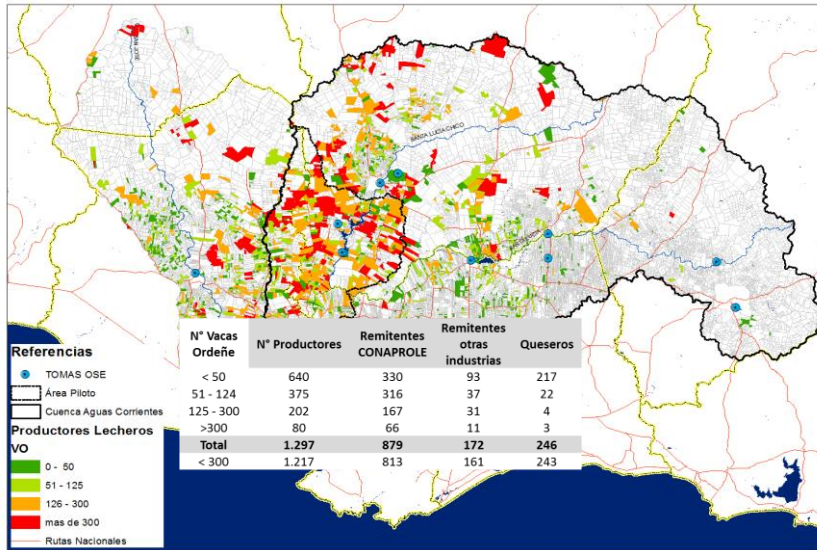 SAN JOSE
SANTA LUCIA CHICO
N° Vacas Ordeñe | N° Productores | Remitentes CONAPROLE | Remitentes otras industrias | Queseros
< 50 | 640 | 330 | 93 | 217
51 - 124 | 375 | 316 | 37 | 22
125 - 300 | 202 | 167 | 31 | 4
>300 | 80 | 66 | 11 | 3
Total | 1.297 | 879 | 172 | 246
< 300 | 1.217 | 813 | 161 | 243
Referencias
TOMAS OSE
Área Piloto
Cuenca Aguas Corrientes
Productores Lecheros
VO
0 - 50
51 - 125
126 - 300
mas de 300
Rutas Nacionales